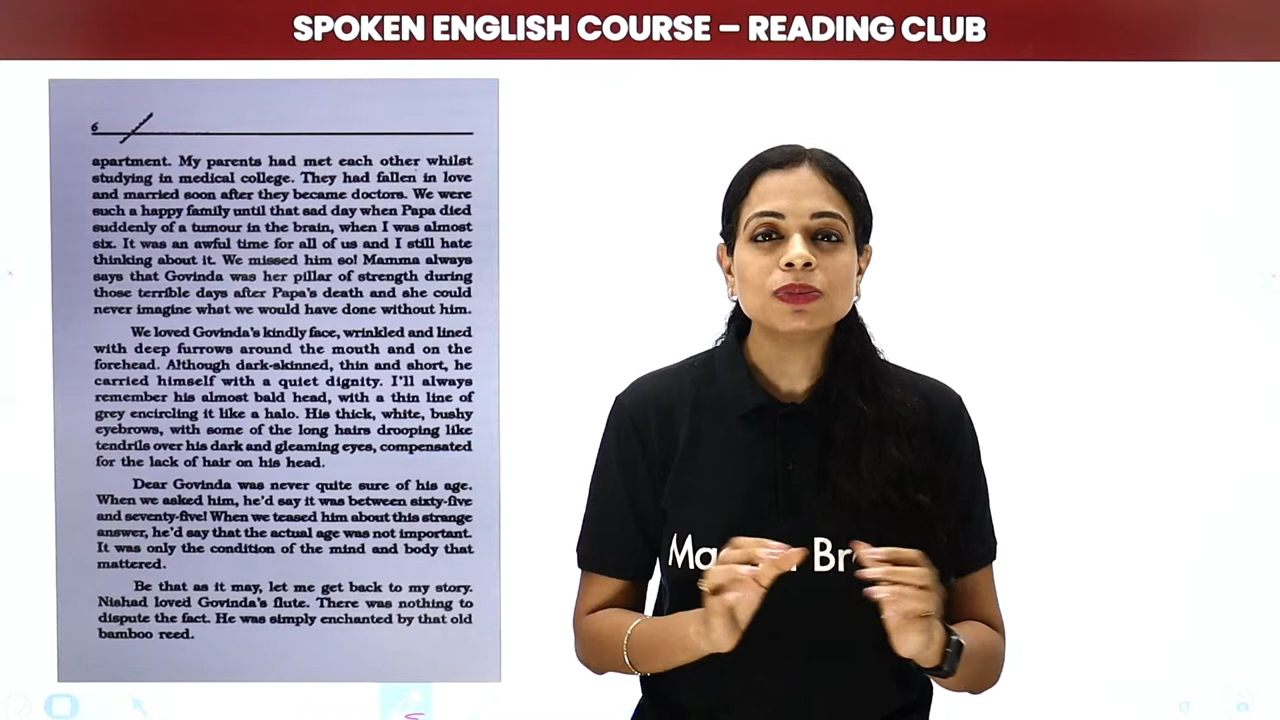 SPOKEN ENGLISH COURSE – READING CLUB
6
apartment. My parents had met each other whilst
studying in medical college. They had fallen in love
and married soon after they became doctors. We were
such a happy family until that sad day when Papa died
suddenly of a tumour in the brain, when I was almost
six. It was an awful time for all of us and I still hate
thinking about it. We missed him so! Mamma always
says that Govinda was her pillar of strength during
those terrible days after Papa's death and she could
never imagine what we would have done without him.
We loved Govinda's kindly face, wrinkled and lined
with deep furrows around the mouth and on the
forehead. Although dark-skinned, thin and short, he
carried himself with a quiet dignity. I'll always
remember his almost bald head, with a thin line of
grey encircling it like a halo. His thick, white, bushy
eyebrows, with some of the long hairs drooping like
tendrils over his dark and gleaming eyes, compensated
for the lack of hair on his head.
Dear Govinda was never quite sure of his age.
When we asked him, he'd say it was between sixty-five
and seventy-five! When we teased him about this strange
answer, he'd say that the actual age was not important.
It was only the condition of the mind and body that
mattered.
Be that as it may, let me get back to my story.
Nishad loved Govinda's flute. There was nothing to
dispute the fact. He was simply enchanted by that old
bamboo reed.